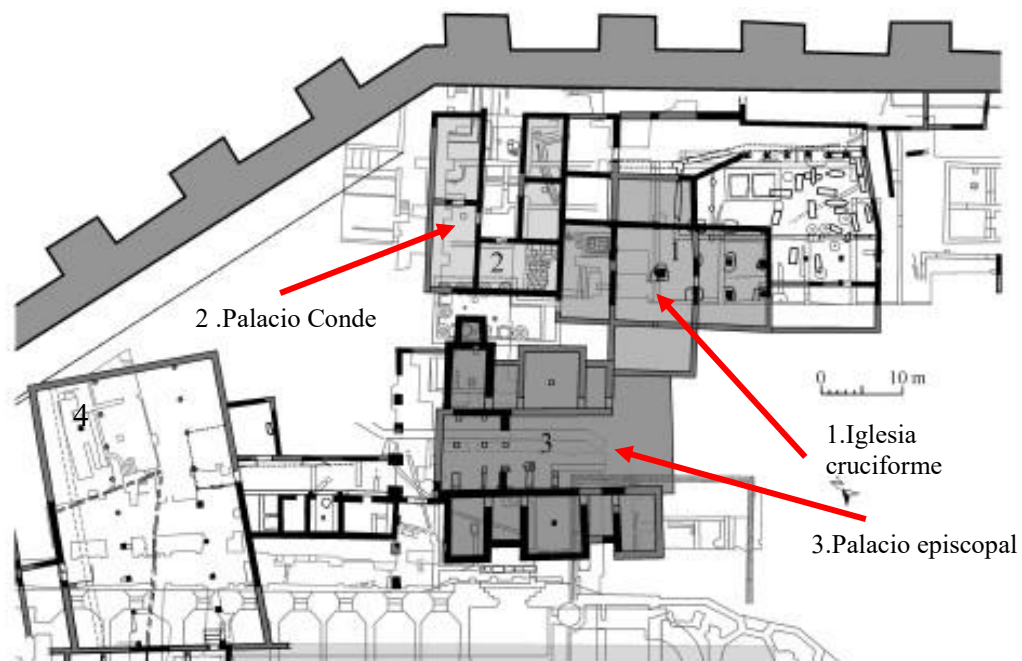 2
2 .Palacio Conde
0 10 m
4
3
1.Iglesia
cruciforme
3.Palacio episcopal